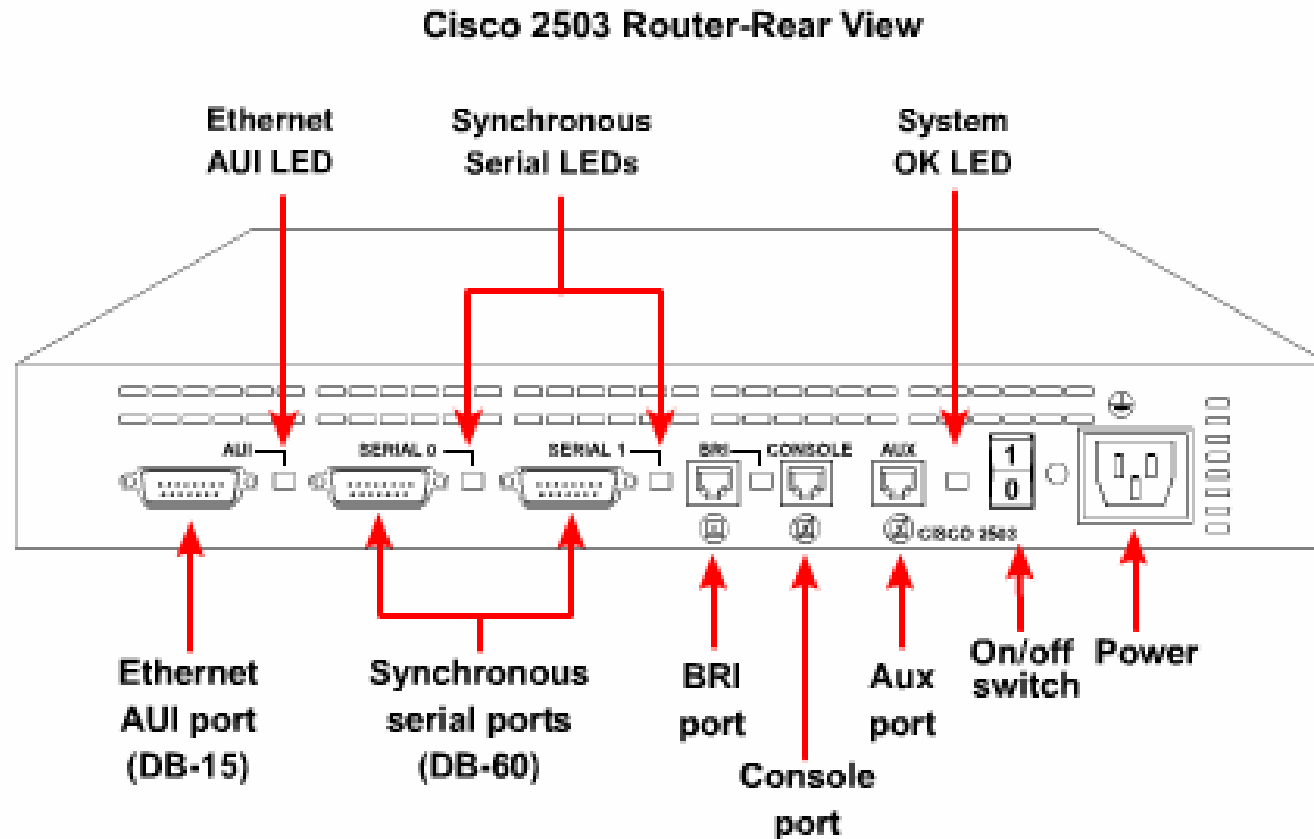 Cisco 2503 Router-Rear View
Ethernet
AUI LED
Synchronous
Serial LEDs
System
OK LED
AUI
SERIAL 0
SERIAL 1
BRI
CONSOLE
AUX
1
0
CISCO 2503
Ethernet
AUI port
(DB-15)
Synchronous
serial ports
(DB-60)
BRI
port
Console
port
Aux
port
On/off
switch
Power